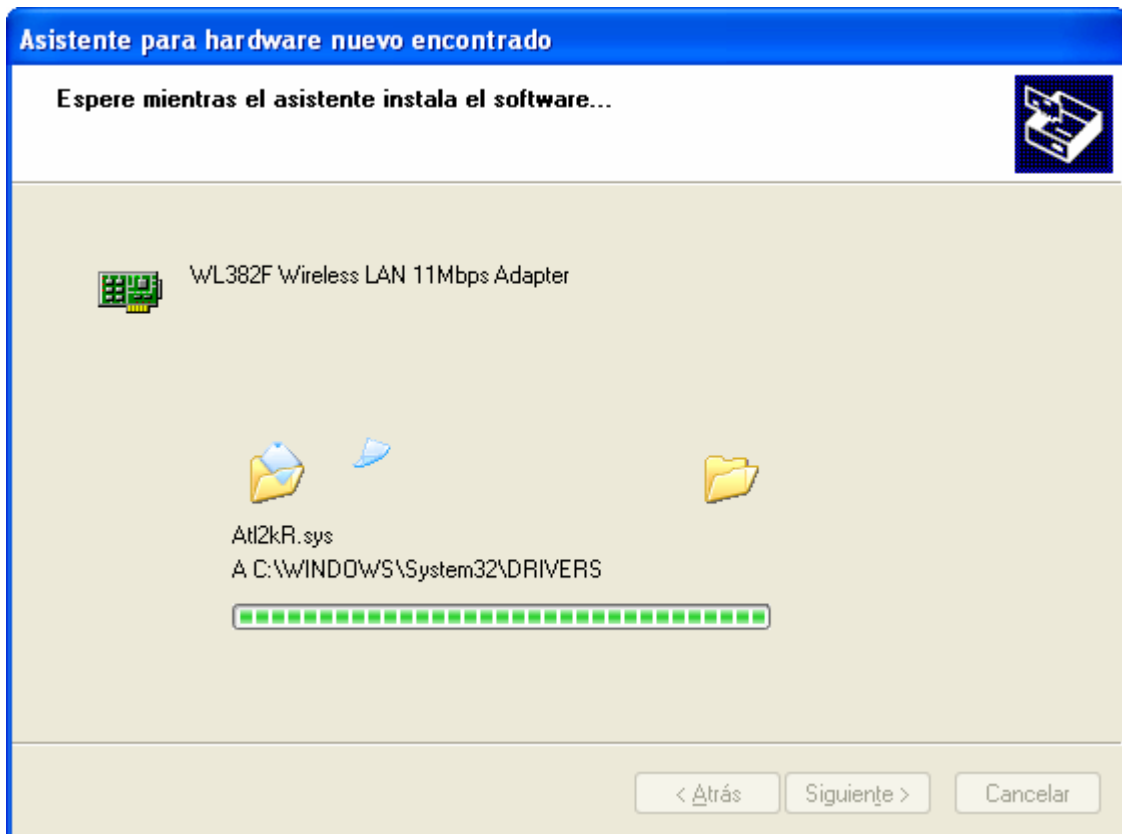 Asistente para hardware nuevo encontrado
Espere mientras el asistente instala el software...
WL382F Wireless LAN 11Mbps Adapter
Atl2kR.sys
A C:\WINDOWS\System32\DRIVERS
< Atrás Siguiente > Cancelar